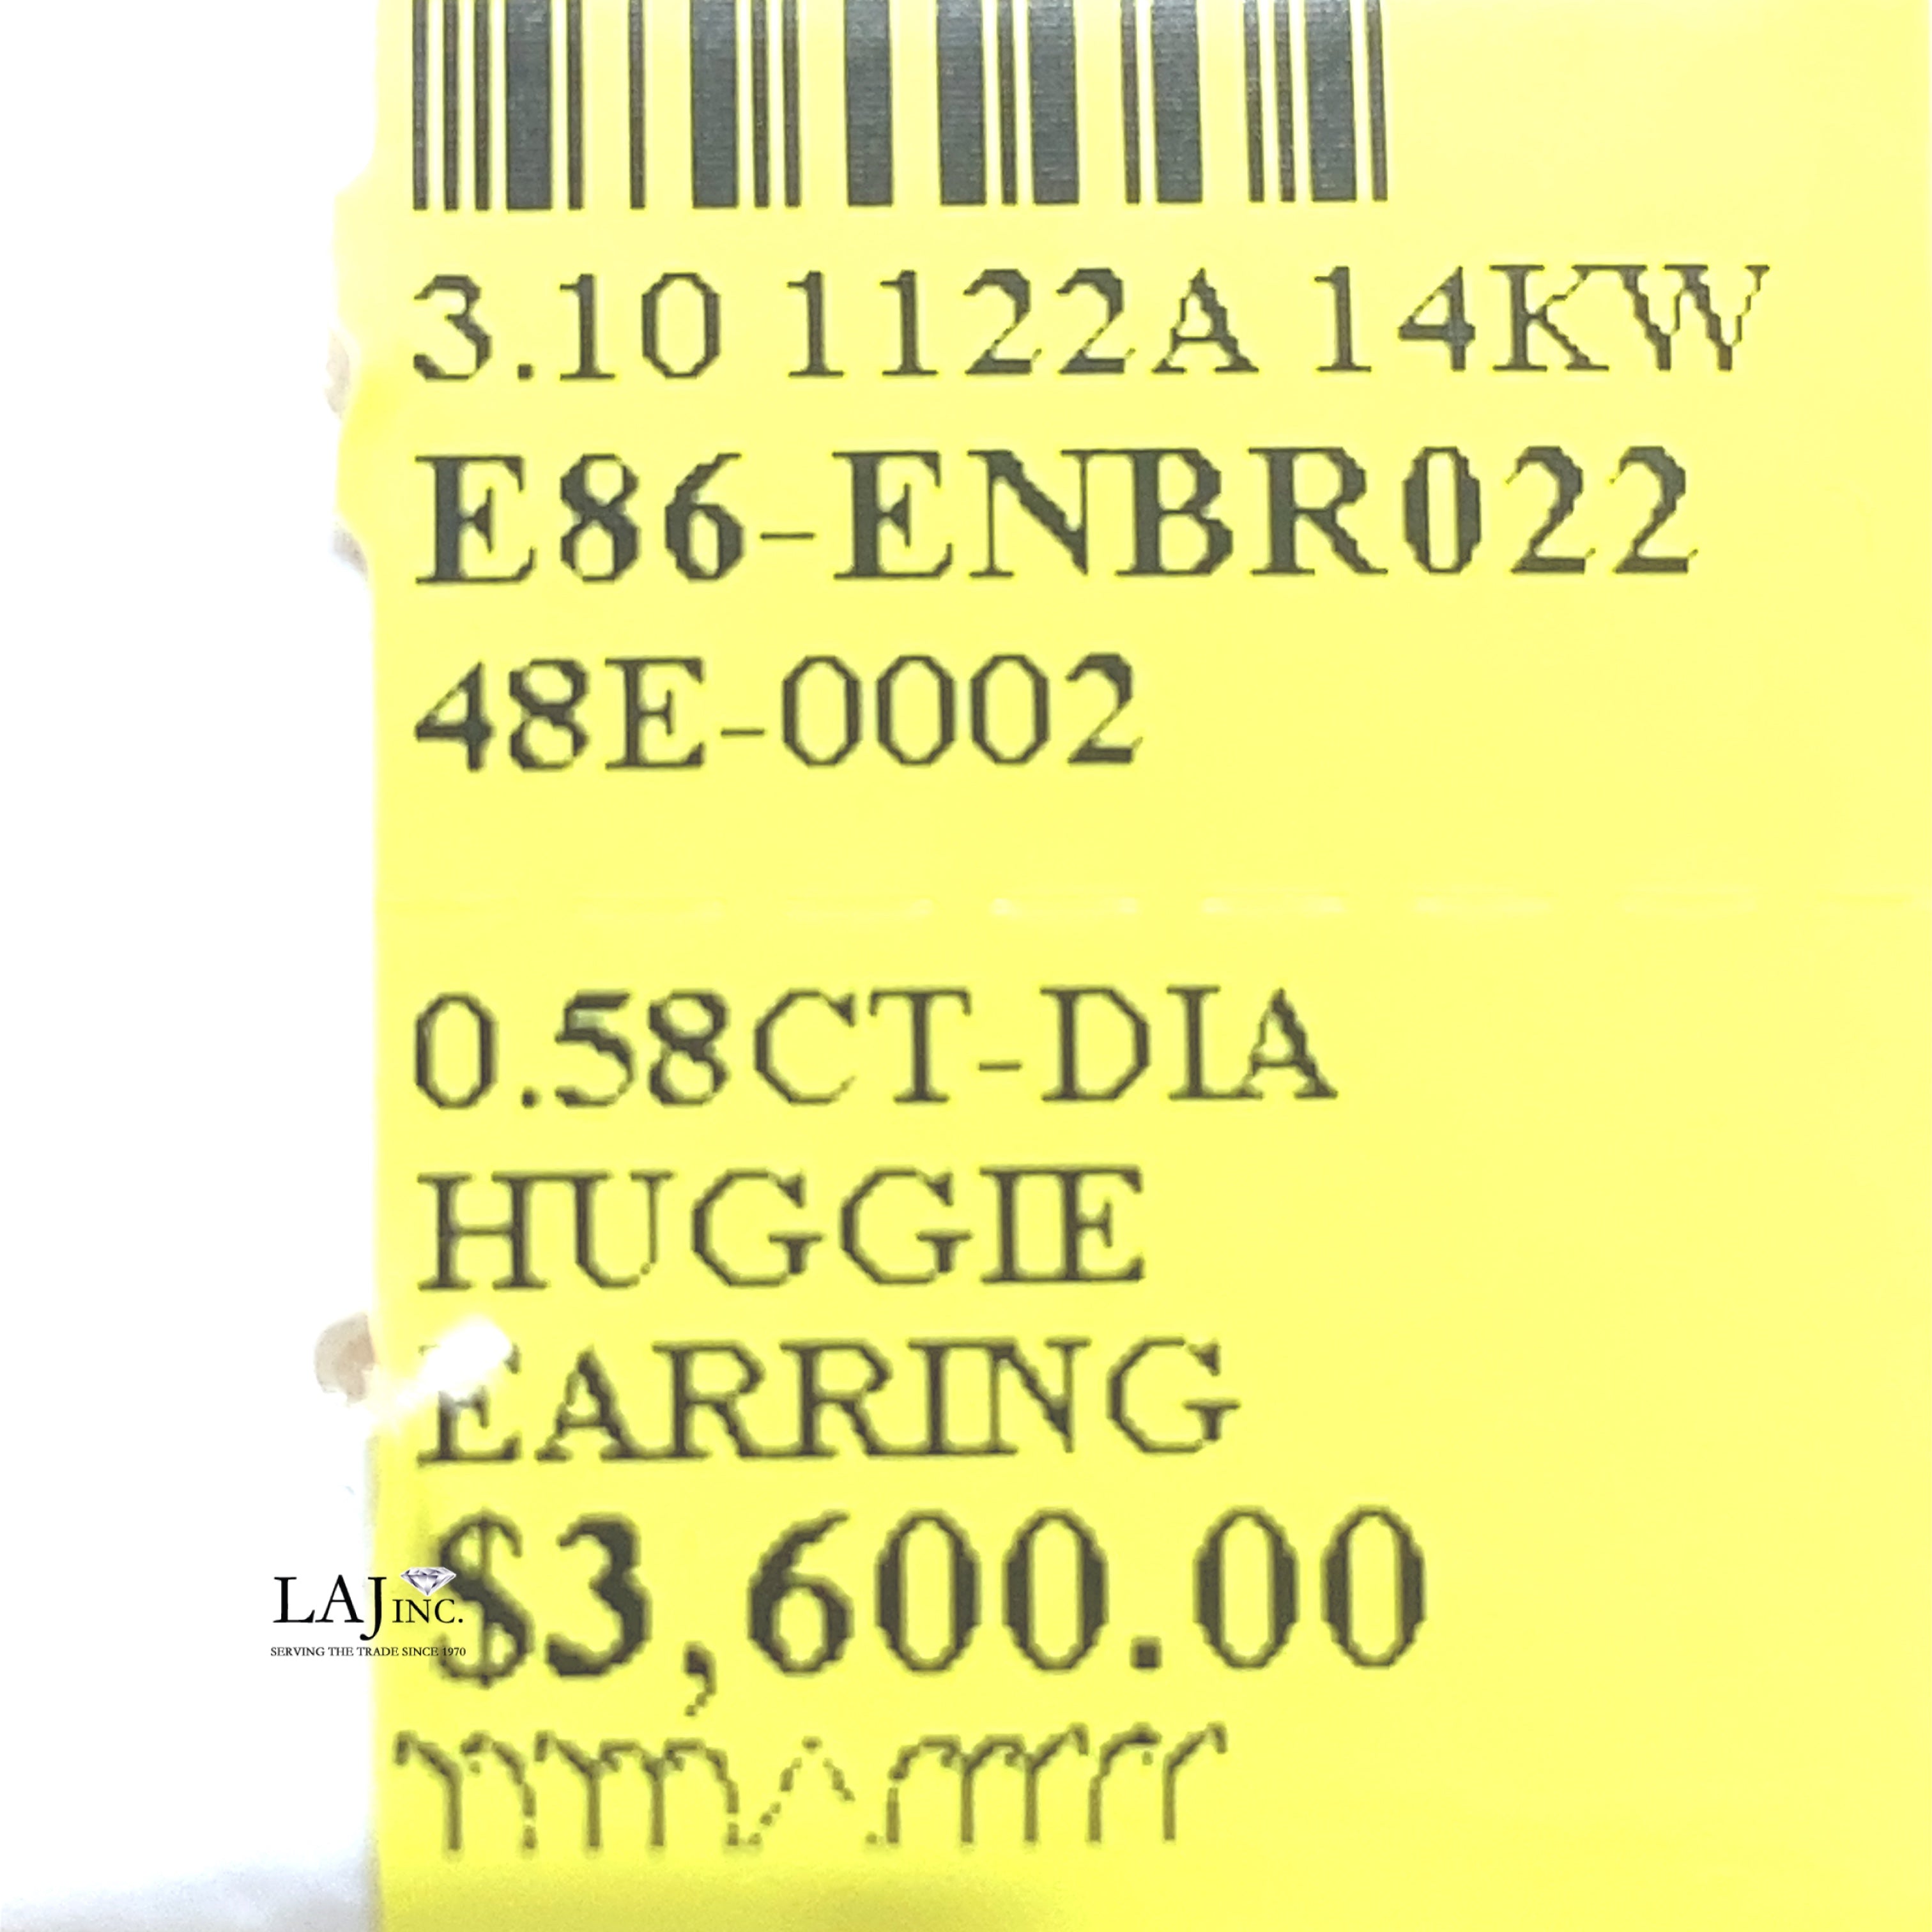 3.10 1122A 14KW
E86-ENBR022
48E-0002
0.58CT-DIA
HUGGIE
EARRING
$3,600.00
LAJ INC.
SERVING THE TRADE SINCE 1970